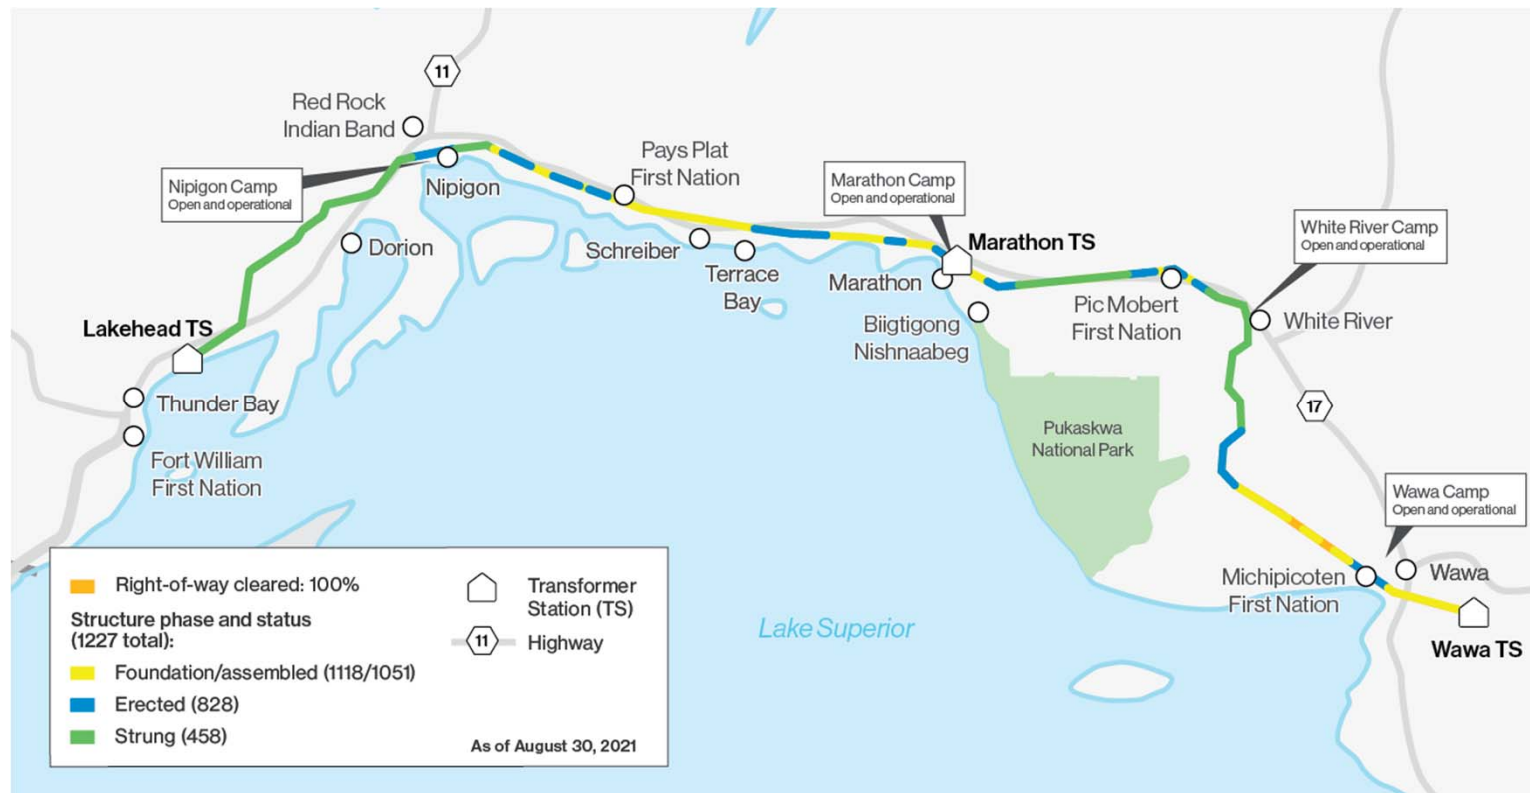 11
Red Rock
Indian Band
Pays Plat
First Nation
Nipigon Camp
Open and operational
Nipigon
Marathon Camp
Open and operational
White River Camp
Open and operational
Dorion
Schreiber
Terrace
Bay
Marathon TS
Marathon
Biigtigong
Nishnaabeg
Pic Mobert
First Nation
White River
Lakehead TS
Thunder Bay
Fort William
First Nation
17
Pukaskwa
National Park
Wawa Camp
Open and operational
Michipicoten
First Nation
Wawa
Wawa TS
Lake Superior
Right-of-way cleared: 100%
Structure phase and status
(1227 total):
Foundation/assembled (1118/1051)
Erected (828)
Strung (458)
Transformer
Station (TS)
11
Highway
As of August 30, 2021